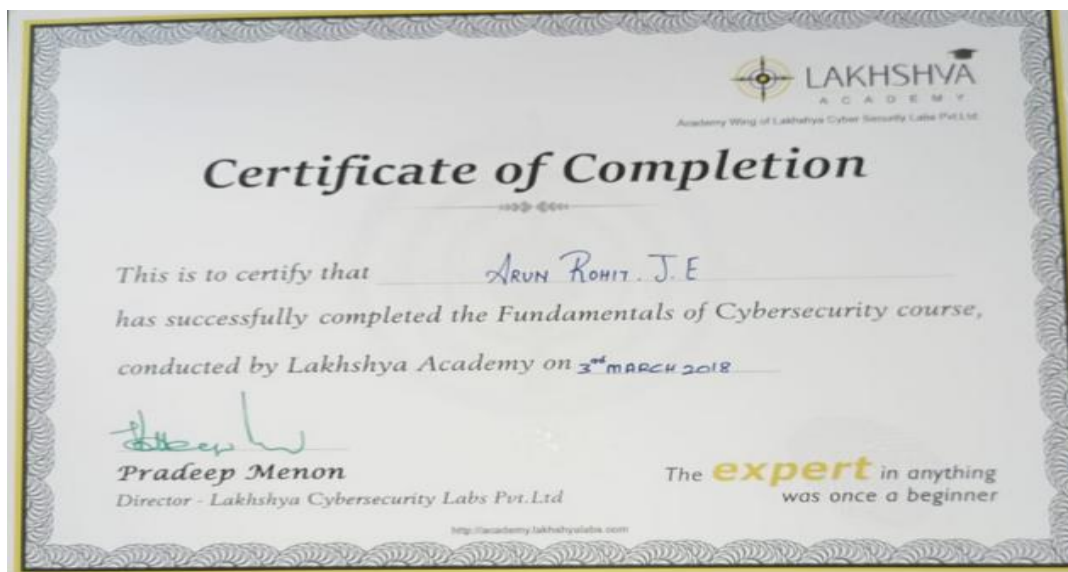 LAKHSHVA
ACADEMY
Academy Wing of Lakhshya Cyber Security Labs Pvt.Ltd.
Certificate of Completion
This is to certify that ARUN ROHIT. J. E
has successfully completed the Fundamentals of Cybersecurity course,
conducted by Lakhshya Academy on 3rd MARCH 2018
Pradeep Menon
Director - Lakhshya Cybersecurity Labs Pvt.Ltd
The expert in anything
was once a beginner
http://academy.lakhshyalabs.com